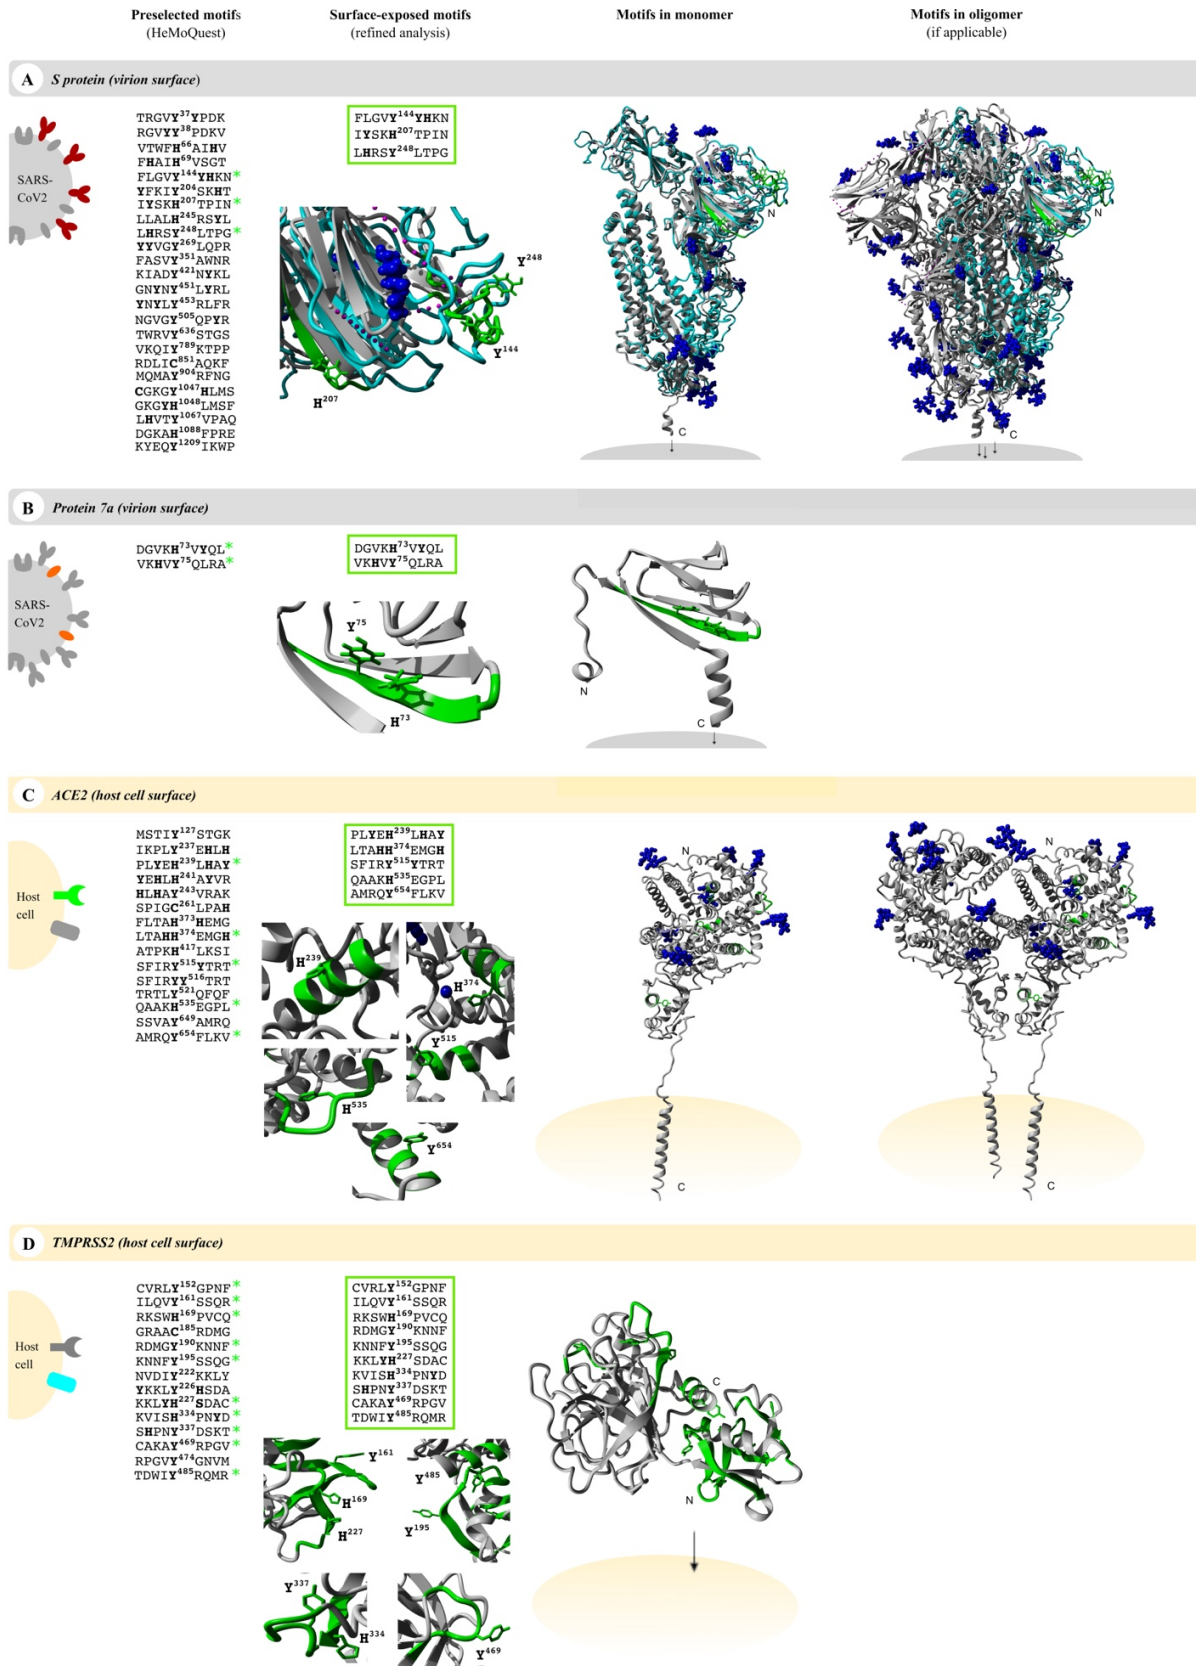 Preselected motifs
(HeMoQuest)
Surface-exposed motifs
(refined analysis)
Motifs in monomer
Motifs in oligomer
(if applicable)
A S protein (virion surface)
SARS-
CoV2
TRGVY³⁷YPDK
RGVYY³⁸PDKV
VTWFH⁶⁶AIHV
FHAIH⁶⁹VSGT
FLGVY¹⁴⁴YHKN*
YFKIY²⁰⁴SKHT
IYSKH²⁰⁷TPIN*
LLALH²⁴⁵RSYL
LHRSY²⁴⁸LTPG*
YYVGY²⁶⁹LQPR
FASVY³⁵¹AWNR
KIADY⁴²¹NYKL
GNYNY⁴⁵¹LYRL
YNYLY⁴⁵³RLFR
NGVGY⁵⁰⁵QPYR
TWRVY⁶³⁶STGS
VKQIY⁷⁸⁹KTPP
RDLIC⁸⁵¹AQKF
MQMAY⁹⁰⁴RFNG
CGKGY¹⁰⁴⁷HLMS
GKGYH¹⁰⁴⁸LMSF
LHVTY¹⁰⁶⁷VPAQ
DGKAH¹⁰⁸⁸FPRE
KYEQY¹²⁰⁹IKWP
FLGVY¹⁴⁴YHKN
IYSKH²⁰⁷TPIN
LHRSY²⁴⁸LTPG
Y²⁴⁸
Y¹⁴⁴
H²⁰⁷
N
C
N
C
B Protein 7a (virion surface)
SARS-
CoV2
DGVKH⁷³VYQL*
VKHVY⁷⁵QLRA*
DGVKH⁷³VYQL
VKHVY⁷⁵QLRA
Y⁷⁵
H⁷³
N
C
C ACE2 (host cell surface)
Host
cell
MSTIY¹²⁷STGK
IKPLY²³⁷EHLH
PLYEH²³⁹LHAY*
YEHLH²⁴¹AYVR
HLHAY²⁴³VRAK
SPIGC²⁶¹LPAH
FLTAH³⁷³HEMG
LTAHH³⁷⁴EMGH*
ATPKH⁴¹⁷LKSI
SFIRY⁵¹⁵YTRT*
SFIRYY⁵¹⁶TRT
TRTLY⁵²¹QFQF
QAAKH⁵³⁵EGPL*
SSVAY⁶⁴⁹AMRQ
AMRQY⁶⁵⁴FLKV*
PLYEH²³⁹LHAY
LTAHH³⁷⁴EMGH
SFIRY⁵¹⁵YTRT
QAAKH⁵³⁵EGPL
AMRQY⁶⁵⁴FLKV
H²³⁹
H³⁷⁴
Y⁵¹⁵
H⁵³⁵
Y⁶⁵⁴
N
C
N
C
D TMPRSS2 (host cell surface)
Host
cell
CVRLY¹⁵²GPNF*
ILQVY¹⁶¹SSQR*
RKSWH¹⁶⁹PVCQ*
GRAAC¹⁸⁵RDMG
RDMGY¹⁹⁰KNNF*
KNNFY¹⁹⁵SSQG*
NVDIY²²²KKLY
YKKLY²²⁶HSDA
KKLYH²²⁷SDAC*
KVISH³³⁴PNYD*
SHPNY³³⁷DSKT*
CAKAY⁴⁶⁹RPGV*
RPGVY⁴⁷⁴GNVM
TDWIY⁴⁸⁵RQMR*
CVRLY¹⁵²GPNF
ILQVY¹⁶¹SSQR
RKSWH¹⁶⁹PVCQ
RDMGY¹⁹⁰KNNF
KNNFY¹⁹⁵SSQG
KKLYH²²⁷SDAC
KVISH³³⁴PNYD
SHPNY³³⁷DSKT
CAKAY⁴⁶⁹RPGV
TDWIY⁴⁸⁵RQMR
Y¹⁶¹
H¹⁶⁹
H²²⁷
Y⁴⁸⁵
Y¹⁹⁵
Y³³⁷
H³³⁴
Y⁴⁶⁹
C
N